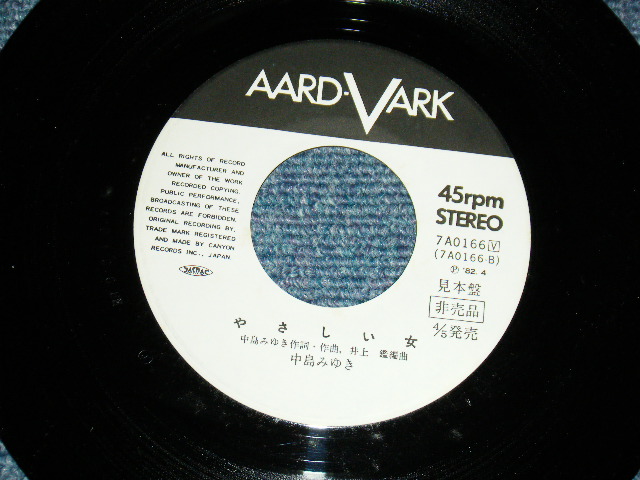 AARD-VARK
ALL RIGHTS OF RECORD
MANUFACTURER AND
OWNER OF THE WORK
RECORDED COPYING,
PUBLIC PERFORMANCE,
BROADCASTING OF THESE
RECORDS ARE FORBIDDEN.
ORIGINAL RECORDING BY,
TRADE MARK REGISTERED
AND MADE BY CANYON
RECORDS INC., JAPAN.
JASRAC
45rpm
STEREO
7A0166 V
(7A0166-B)
Ⓟ '82. 4
見本盤
非売品
4/5発売
やさしい女
中島みゆき作詞・作曲, 井上 鑑編曲
中島みゆき